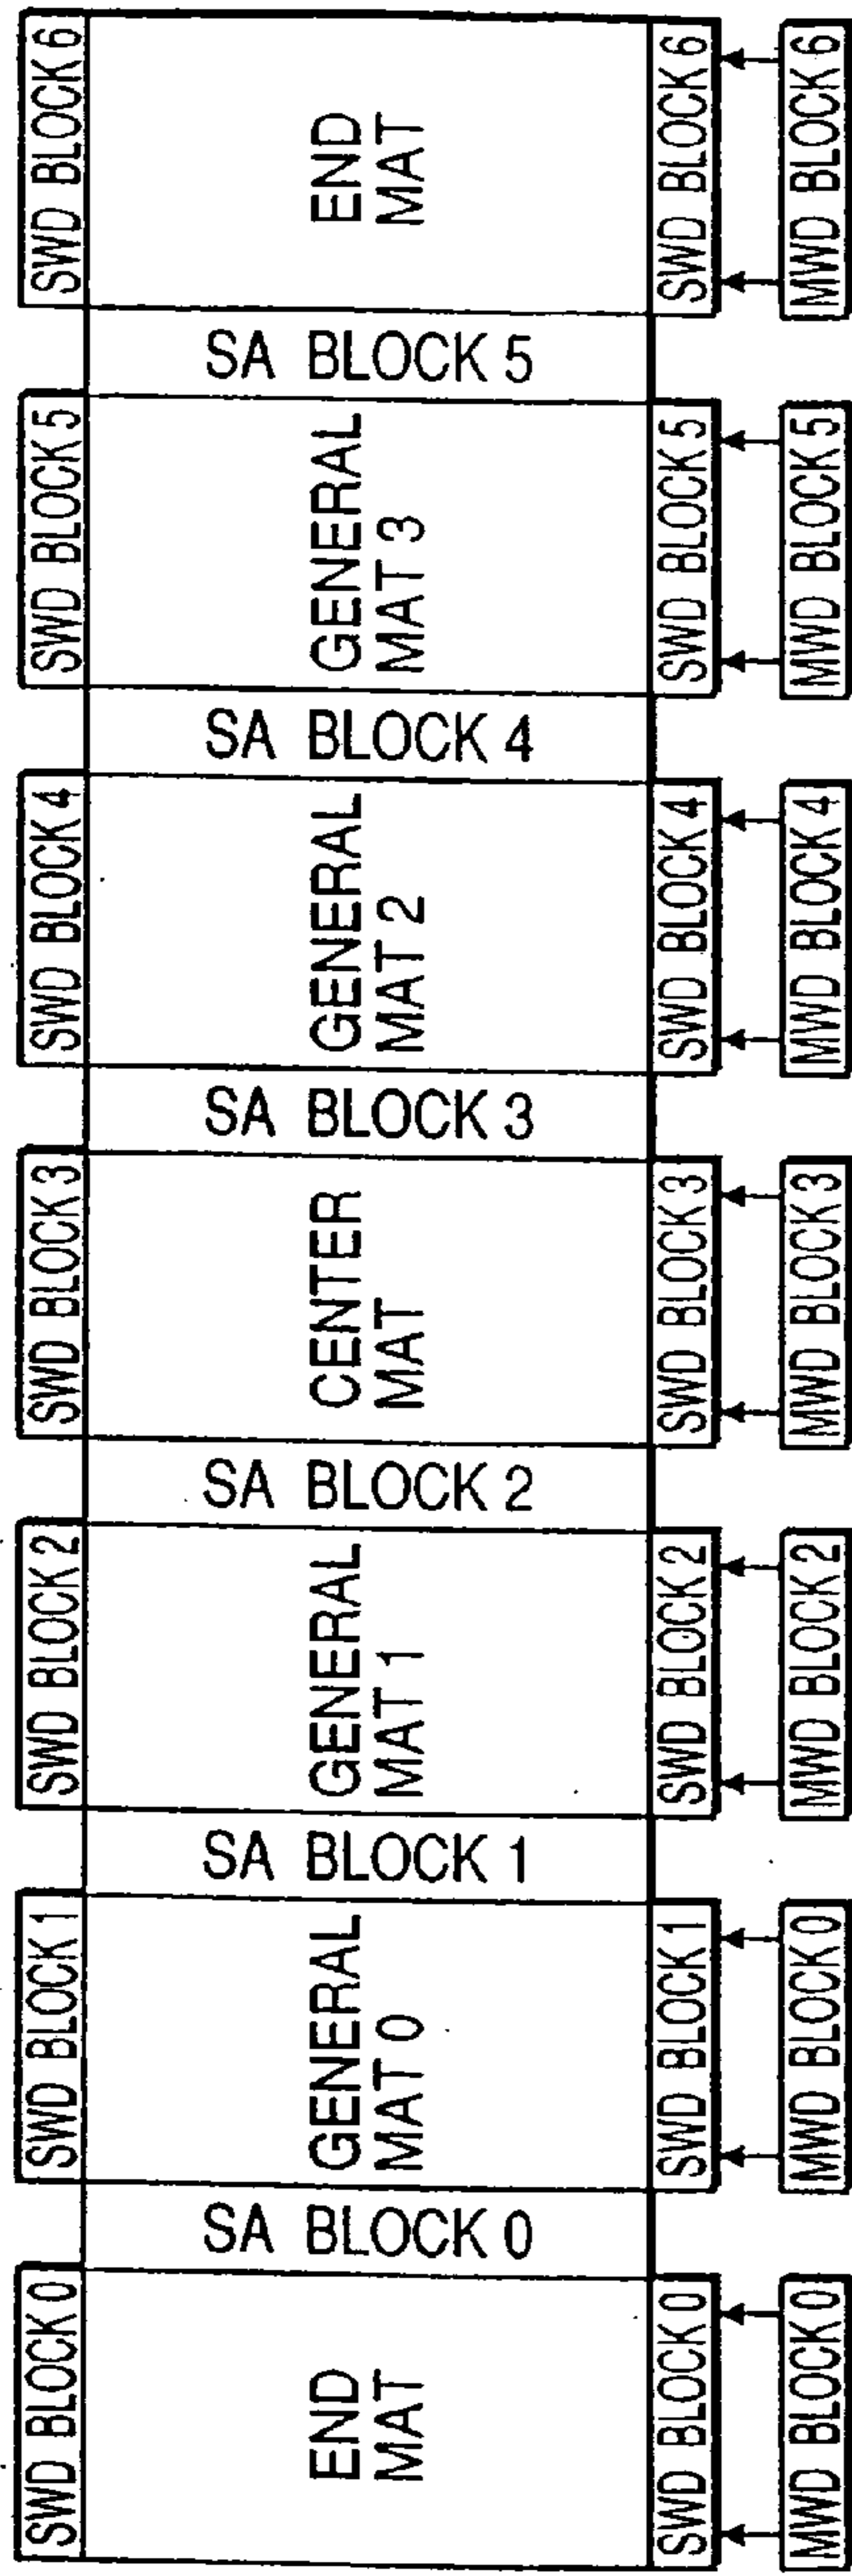 SWD BLOCK 6
END
MAT
SWD BLOCK 6
MWD BLOCK 6
SA BLOCK 5
SWD BLOCK 5
GENERAL
MAT 3
SWD BLOCK 5
MWD BLOCK 5
SA BLOCK 4
SWD BLOCK 4
GENERAL
MAT 2
SWD BLOCK 4
MWD BLOCK 4
SA BLOCK 3
SWD BLOCK 3
CENTER
MAT
SWD BLOCK 3
MWD BLOCK 3
SA BLOCK 2
SWD BLOCK 2
GENERAL
MAT 1
SWD BLOCK 2
MWD BLOCK 2
SA BLOCK 1
SWD BLOCK 1
GENERAL
MAT 0
SWD BLOCK 1
MWD BLOCK 0
SA BLOCK 0
SWD BLOCK 0
END
MAT
SWD BLOCK 0
MWD BLOCK 0